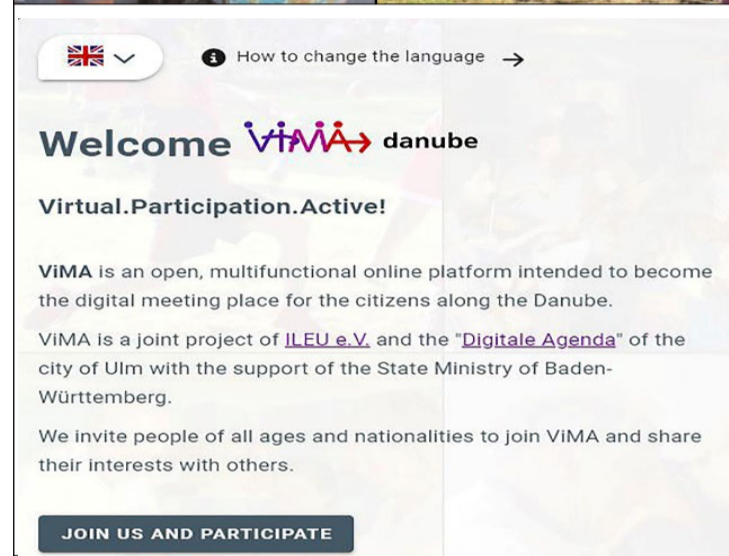 How to change the language
Welcome ViMA danube
Virtual.Participation.Active!
ViMA is an open, multifunctional online platform intended to become
the digital meeting place for the citizens along the Danube.
ViMA is a joint project of ILEU e.V. and the "Digitale Agenda" of the
city of Ulm with the support of the State Ministry of Baden-
Württemberg.
We invite people of all ages and nationalities to join ViMA and share
their interests with others.
JOIN US AND PARTICIPATE